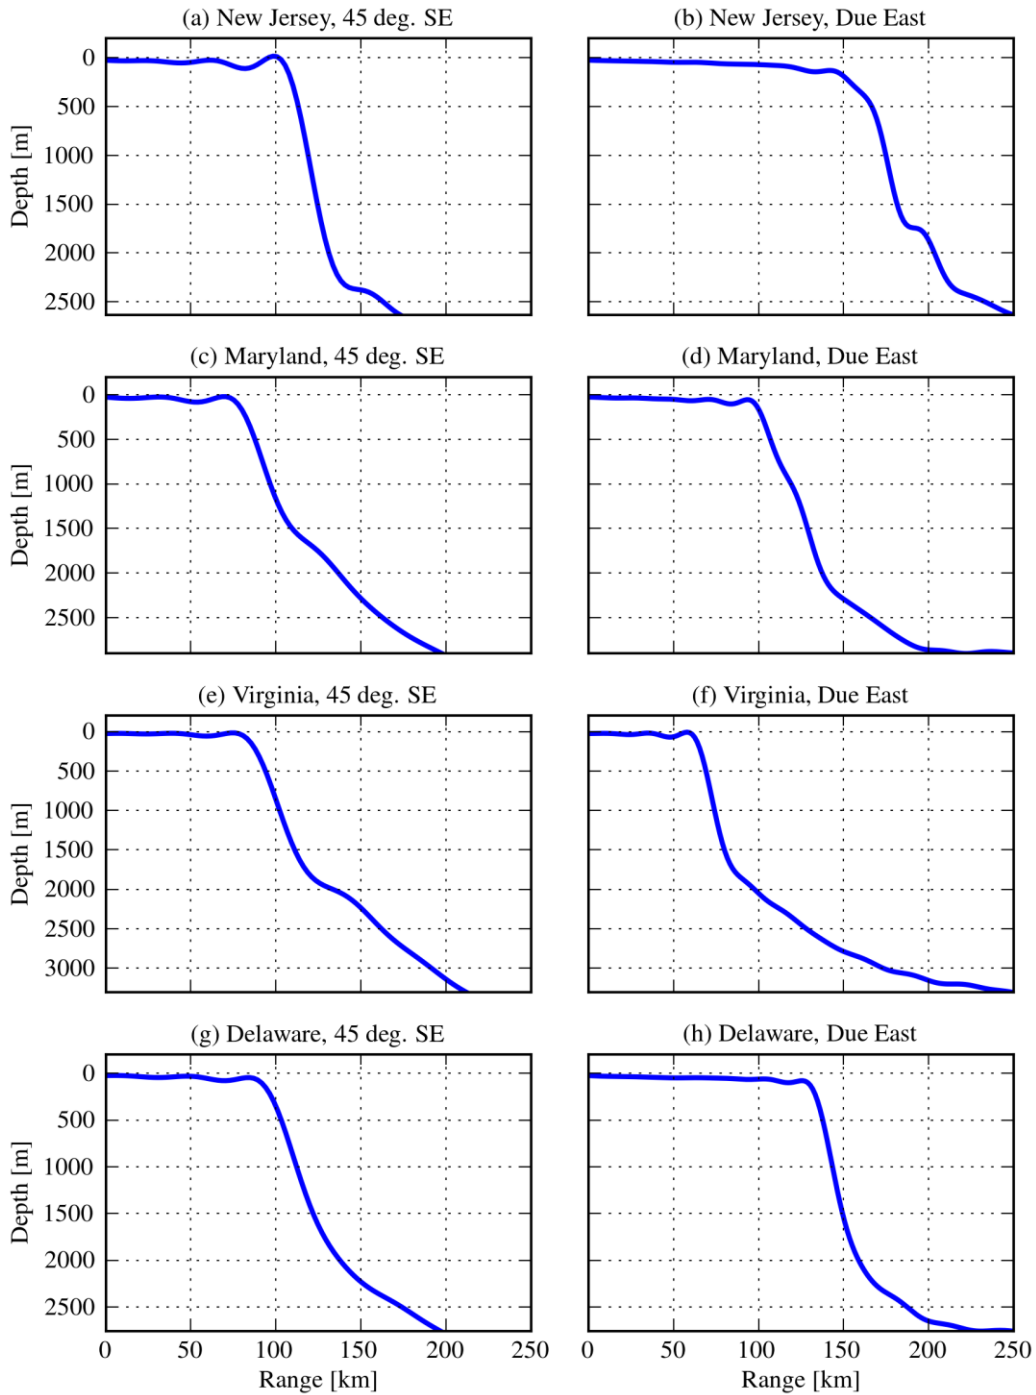 (a) New Jersey, 45 deg. SE
(b) New Jersey, Due East
0
500
1000
1500
2000
2500
Depth [m]
(c) Maryland, 45 deg. SE
(d) Maryland, Due East
0
500
1000
1500
2000
2500
Depth [m]
(e) Virginia, 45 deg. SE
(f) Virginia, Due East
0
500
1000
1500
2000
2500
3000
Depth [m]
(g) Delaware, 45 deg. SE
(h) Delaware, Due East
0
500
1000
1500
2000
2500
Depth [m]
0 50 100 150 200 250
0 50 100 150 200 250
Range [km]
Range [km]